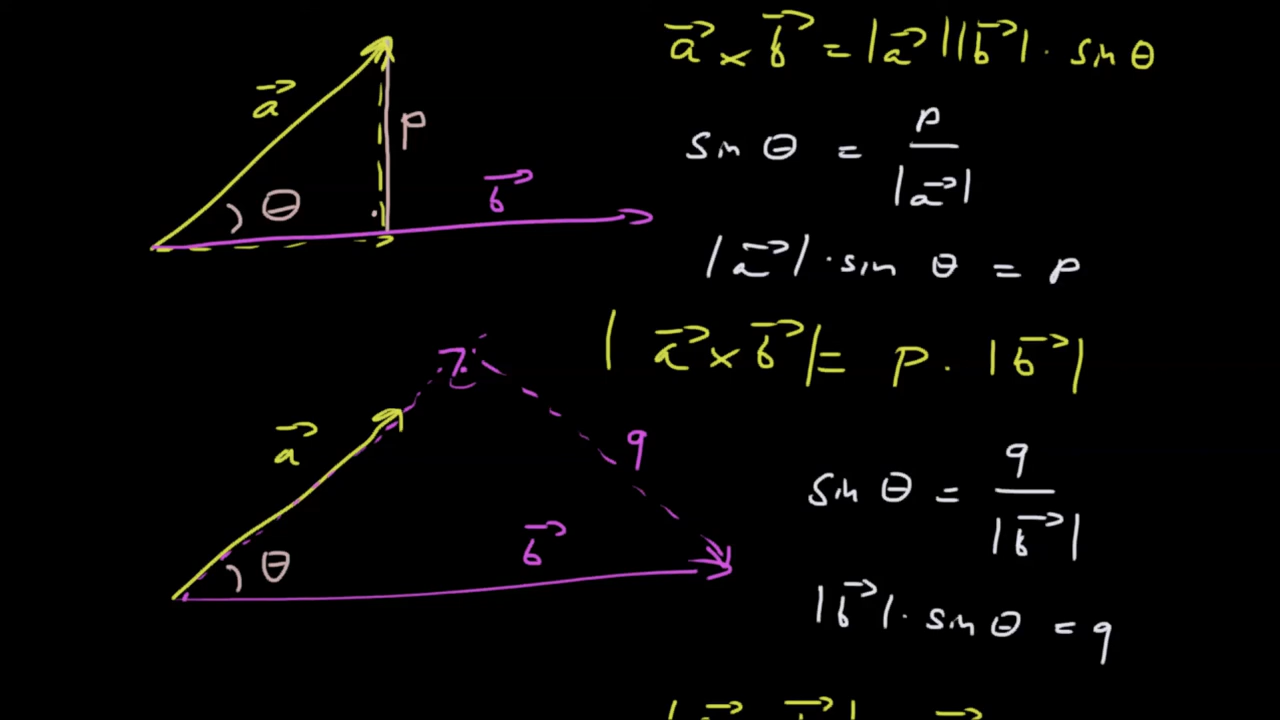 a⃗ × b⃗ = |a⃗||b⃗| · sin θ
a⃗
p
θ
b⃗
sin θ = p / |a⃗|
|a⃗| · sin θ = p
|a⃗ × b⃗| = p · |b⃗|
a⃗
q
θ
b⃗
sin θ = q / |b⃗|
|b⃗| · sin θ = q